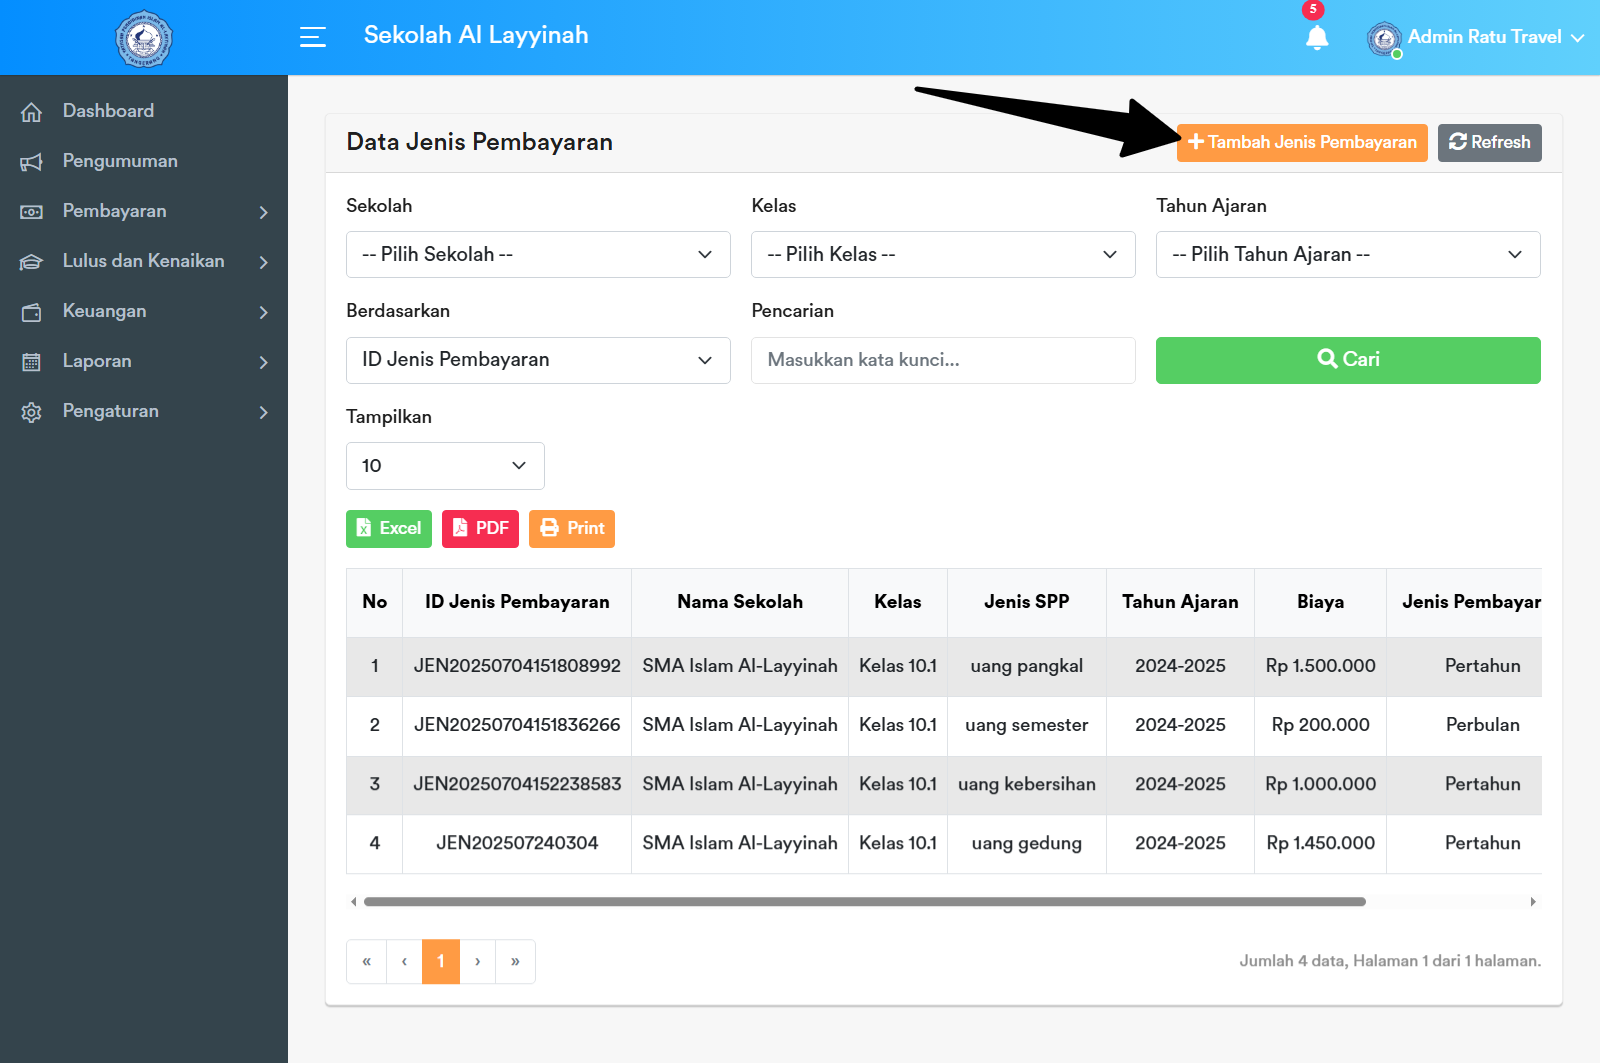 Sekolah Al Layyinah
5
Admin Ratu Travel
Dashboard
Pengumuman
Pembayaran
Lulus dan Kenaikan
Keuangan
Laporan
Pengaturan
Data Jenis Pembayaran
Tambah Jenis Pembayaran
Refresh
Sekolah Kelas Tahun Ajaran
-- Pilih Sekolah -- -- Pilih Kelas -- -- Pilih Tahun Ajaran --
Berdasarkan Pencarian
ID Jenis Pembayaran Masukkan kata kunci... Cari
Tampilkan
10
Excel PDF Print
No ID Jenis Pembayaran Nama Sekolah Kelas Jenis SPP Tahun Ajaran Biaya Jenis Pembayar
1 JEN20250704151808992 SMA Islam Al-Layyinah Kelas 10.1 uang pangkal 2024-2025 Rp 1.500.000 Pertahun
2 JEN20250704151836266 SMA Islam Al-Layyinah Kelas 10.1 uang semester 2024-2025 Rp 200.000 Perbulan
3 JEN20250704152238583 SMA Islam Al-Layyinah Kelas 10.1 uang kebersihan 2024-2025 Rp 1.000.000 Pertahun
4 JEN202507240304 SMA Islam Al-Layyinah Kelas 10.1 uang gedung 2024-2025 Rp 1.450.000 Pertahun
« ‹ 1 › »
Jumlah 4 data, Halaman 1 dari 1 halaman.